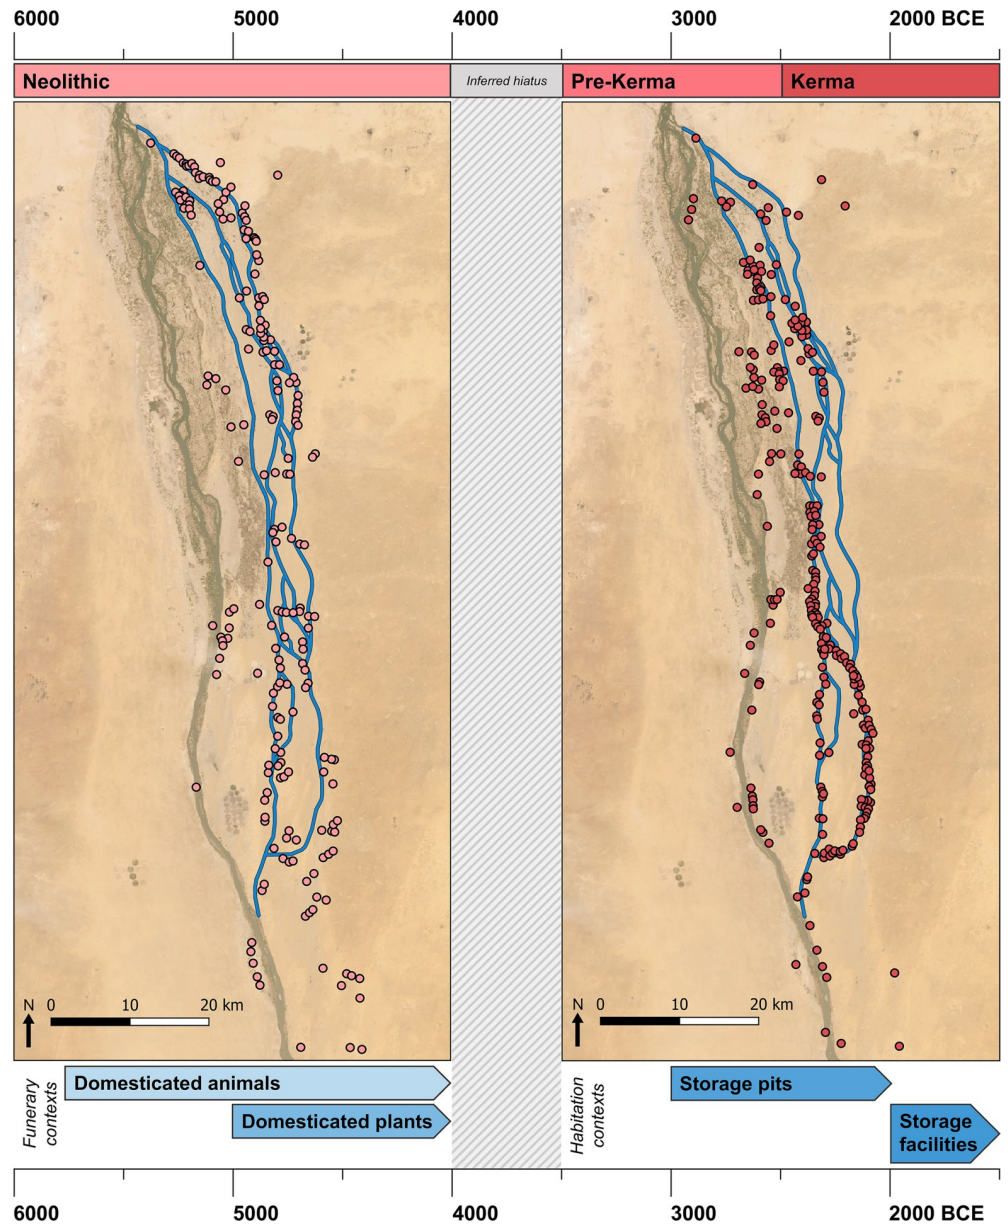 6000 5000 4000 3000 2000 BCE
Neolithic Inferred hiatus Pre-Kerma Kerma
N 0 10 20 km N 0 10 20 km
Funerary
contexts
Domesticated animals
Domesticated plants
Habitation
contexts
Storage pits
Storage
facilities
6000 5000 4000 3000 2000 BCE